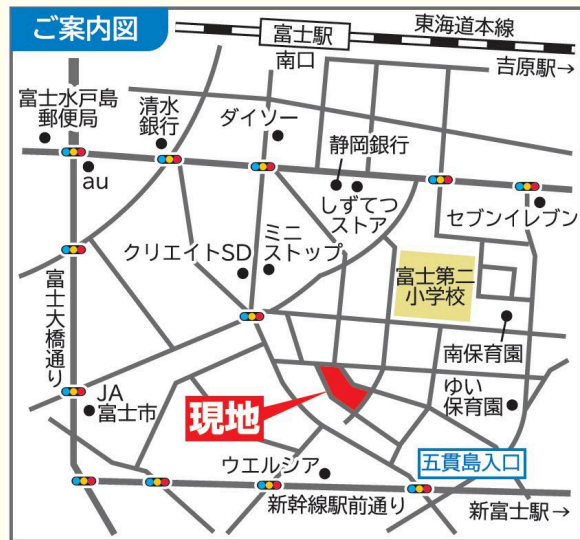 ご案内図
東海道本線
富士駅
南口
吉原駅→
富士水戸島
郵便局
清水
銀行
ダイソー
静岡銀行
au
しずてつ
ストア
セブンイレブン
ミニ
ストップ
クリエイトSD
富士第二
小学校
富士大橋通り
南保育園
JA
富士市
現地
ゆい
保育園
ウエルシア
五貫島入口
新幹線駅前通り
新富士駅→